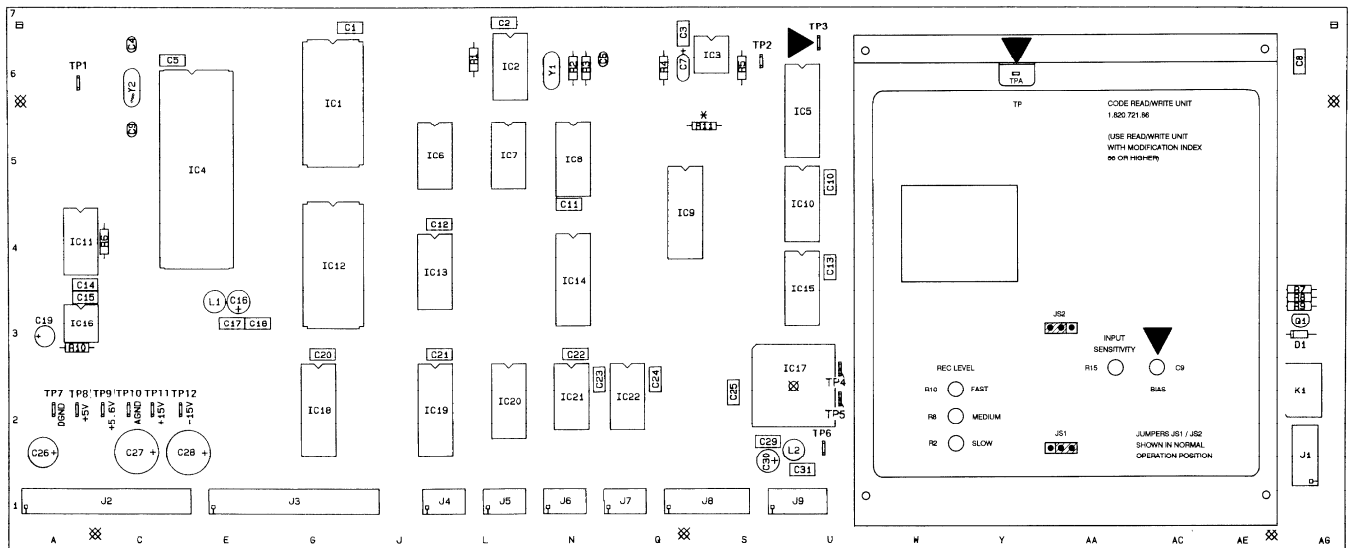 7
C1
C2
C3
IC3
TP3
TP2
C4
C5
TP1
R1
IC2
Y1
R2
R3
C6
R4
C7
R5
6
Y2
C8
IC1
IC5
TPA
TP
CODE READ/WRITE UNIT
1.820.721.86
(USE READ/WRITE UNIT
WITH MODIFICATION INDEX
86 OR HIGHER)
*
R11
C9
5
IC4
IC6
IC7
IC8
IC9
C10
IC10
C11
4
IC11
R6
IC12
C12
IC13
IC14
C13
IC15
C14
C15
L1
C16
C17
C18
R7
R8
R9
Q1
D1
3
C19
IC16
R10
JS2
INPUT
SENSITIVITY
R15
C9
BIAS
C20
C21
C22
C23
C24
C25
IC17
TP4
TP5
TP6
K1
REC LEVEL
R10 FAST
R8 MEDIUM
R2 SLOW
2
TP7
TP8
TP9
TP10
TP11
TP12
DGND
+5V
+5.6V
AGND
+15V
-15V
IC18
IC19
IC20
IC21
IC22
C26
C27
C28
C29
C30
L2
C31
JS1
JUMPERS JS1 / JS2
SHOWN IN NORMAL
OPERATION POSITION
J1
1
J2
J3
J4
J5
J6
J7
J8
J9
A C E G J L N Q S U W Y AA AC AE AG